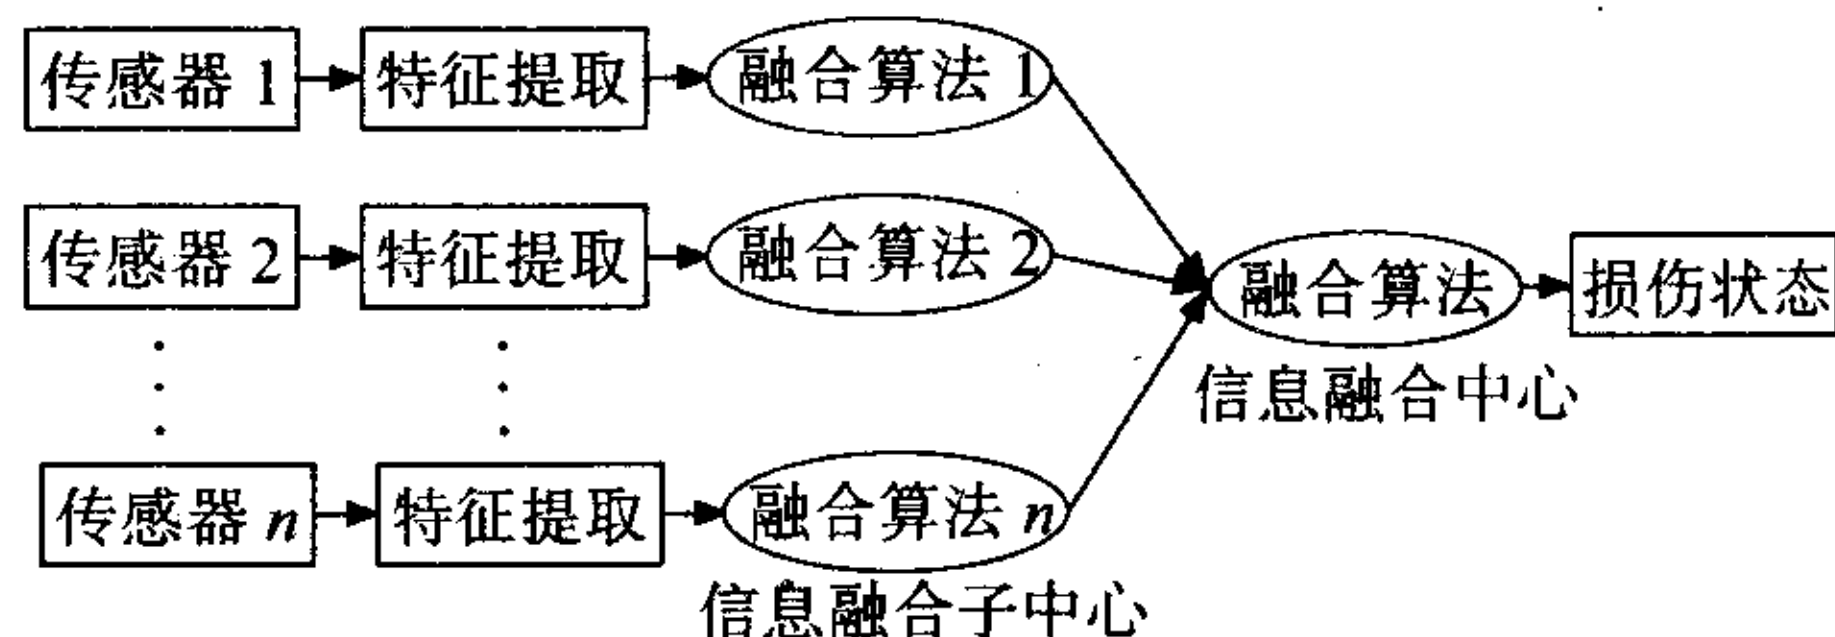 传感器 1 特征提取 融合算法 1
传感器 2 特征提取 融合算法 2
融合算法 损伤状态
信息融合中心
传感器 n 特征提取 融合算法 n
信息融合子中心